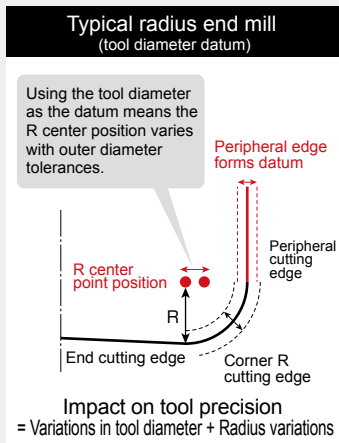 Typical radius end mill
(tool diameter datum)
Using the tool diameter
as the datum means the
R center position varies
with outer diameter
tolerances.
Peripheral edge
forms datum
Peripheral
cutting
edge
R center
point position
R
End cutting edge
Corner R
cutting edge
Impact on tool precision
= Variations in tool diameter + Radius variations